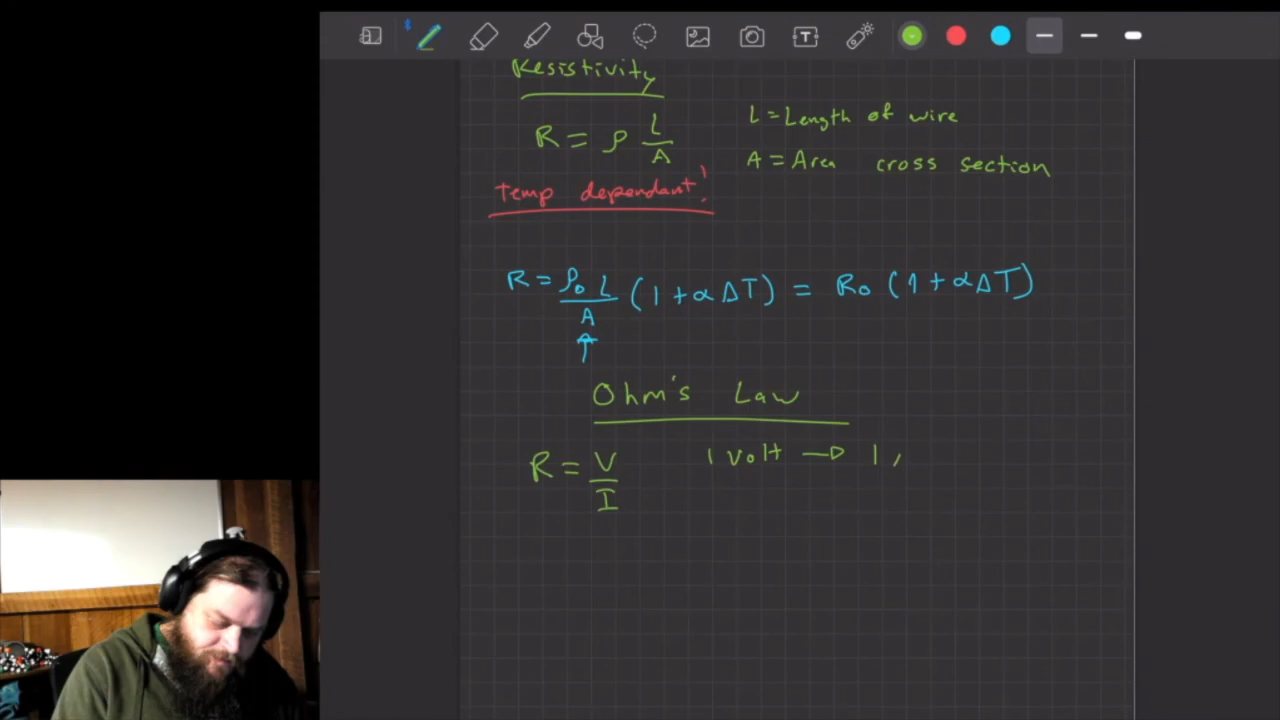 Resistivity
R = ρ L/A
L = Length of wire
A = Area cross section
Temp dependant!
R = ρ₀ L/A (1 + α ΔT) = R₀ (1 + α ΔT)
Ohm's Law
R = V/I
1 volt → 1